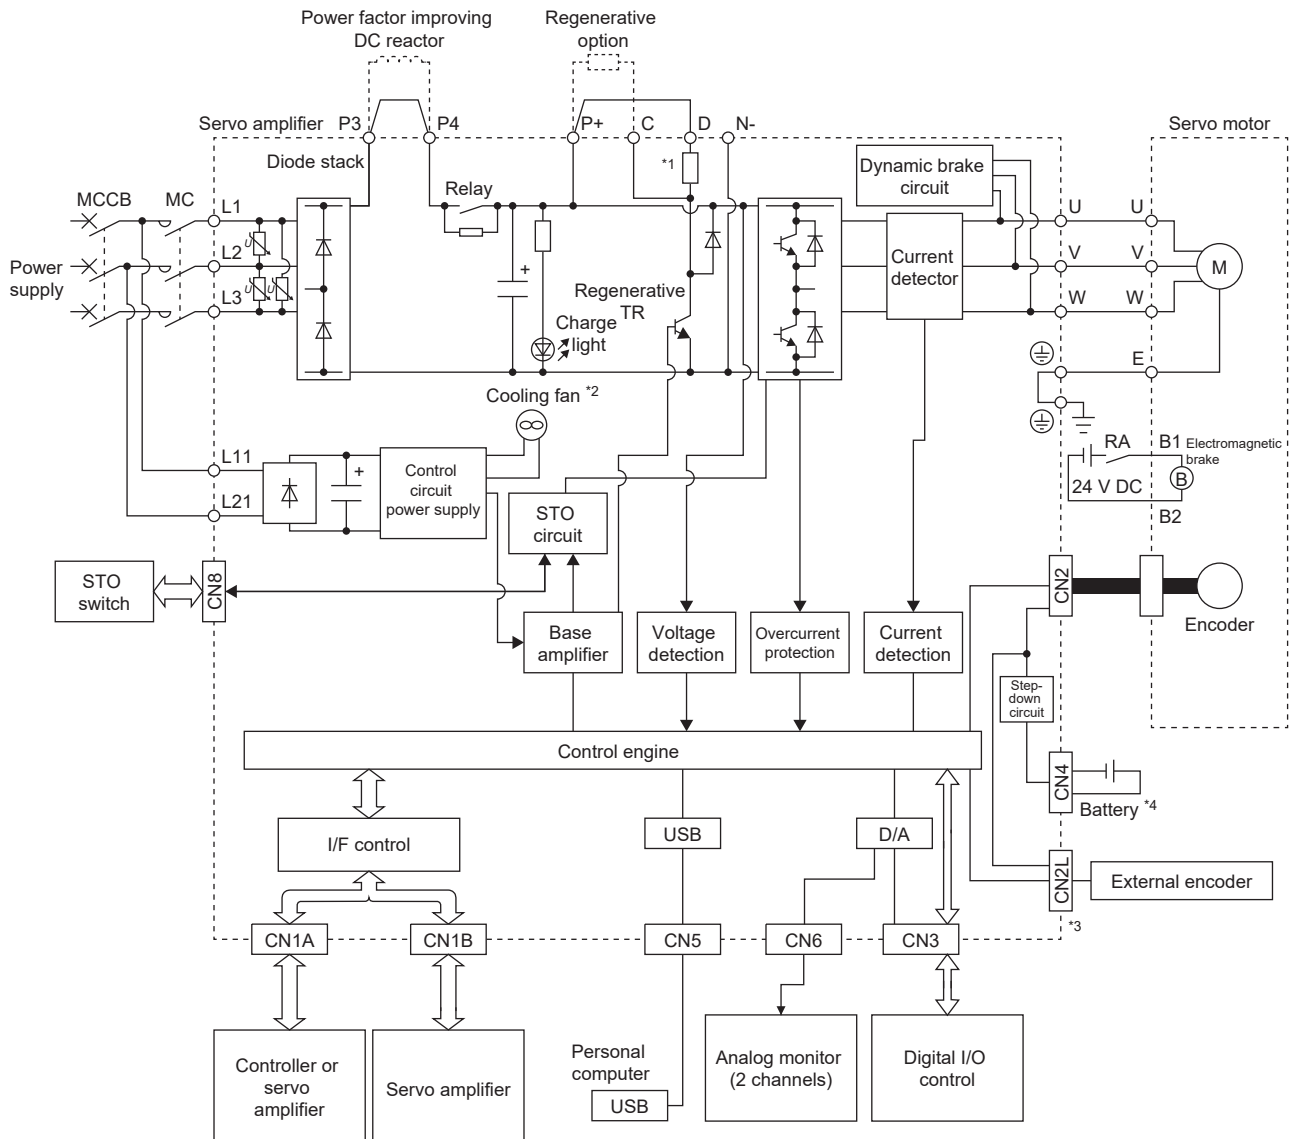 Power factor improving
DC reactor
Regenerative
option
Servo amplifier
P3
P4
P+
C
D
N-
Servo motor
Diode stack
*1
Dynamic brake
circuit
MCCB
MC
L1
Relay
U
U
L2
+
Current
detector
V
V
M
Power
supply
U
U
U
L3
Regenerative
TR
W
W
Charge
light
E
Cooling fan *2
L11
+
Control
circuit
power supply
RA
B1
Electromagnetic
brake
24 V DC
B
L21
STO
circuit
B2
STO
switch
CN8
CN2
Encoder
Base
amplifier
Voltage
detection
Overcurrent
protection
Current
detection
Step-
down
circuit
Control engine
CN4
Battery *4
I/F control
USB
D/A
CN2L
External encoder
*3
CN1A
CN1B
CN5
CN6
CN3
Controller or
servo
amplifier
Servo amplifier
Personal
computer
USB
Analog monitor
(2 channels)
Digital I/O
control